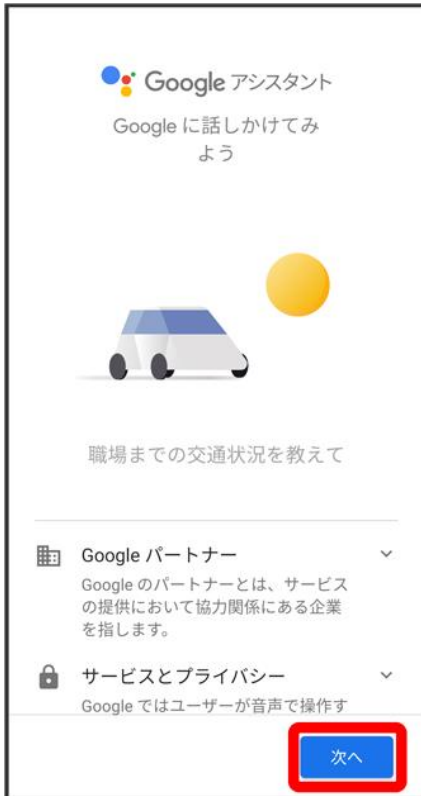 Google アシスタント
Google に話しかけてみ
よう
職場までの交通状況を教えて
Google パートナー
Google のパートナーとは、サービス
の提供において協力関係にある企業
を指します。
サービスとプライバシー
Google ではユーザーが音声で操作す
次へ